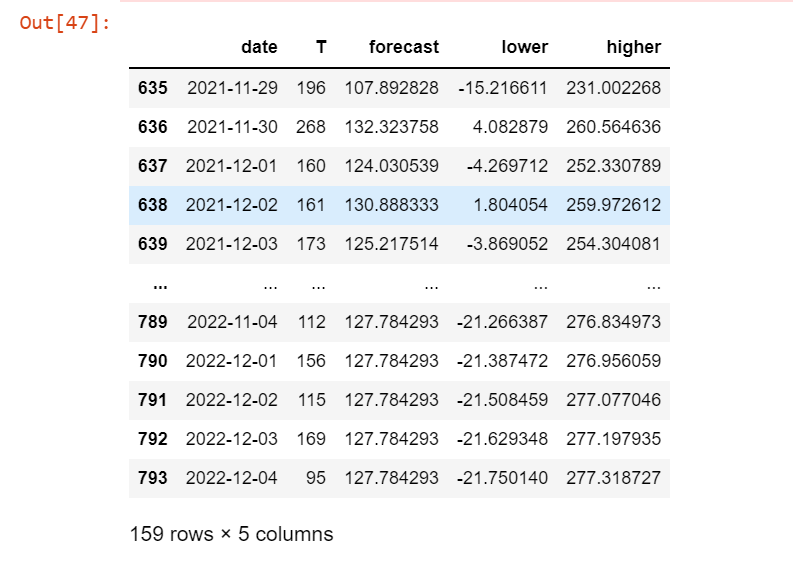 Out[47]:
date T forecast lower higher
635 2021-11-29 196 107.892828 -15.216611 231.002268
636 2021-11-30 268 132.323758 4.082879 260.564636
637 2021-12-01 160 124.030539 -4.269712 252.330789
638 2021-12-02 161 130.888333 1.804054 259.972612
639 2021-12-03 173 125.217514 -3.869052 254.304081
... ... ... ... ... ...
789 2022-11-04 112 127.784293 -21.266387 276.834973
790 2022-12-01 156 127.784293 -21.387472 276.956059
791 2022-12-02 115 127.784293 -21.508459 277.077046
792 2022-12-03 169 127.784293 -21.629348 277.197935
793 2022-12-04 95 127.784293 -21.750140 277.318727
159 rows × 5 columns